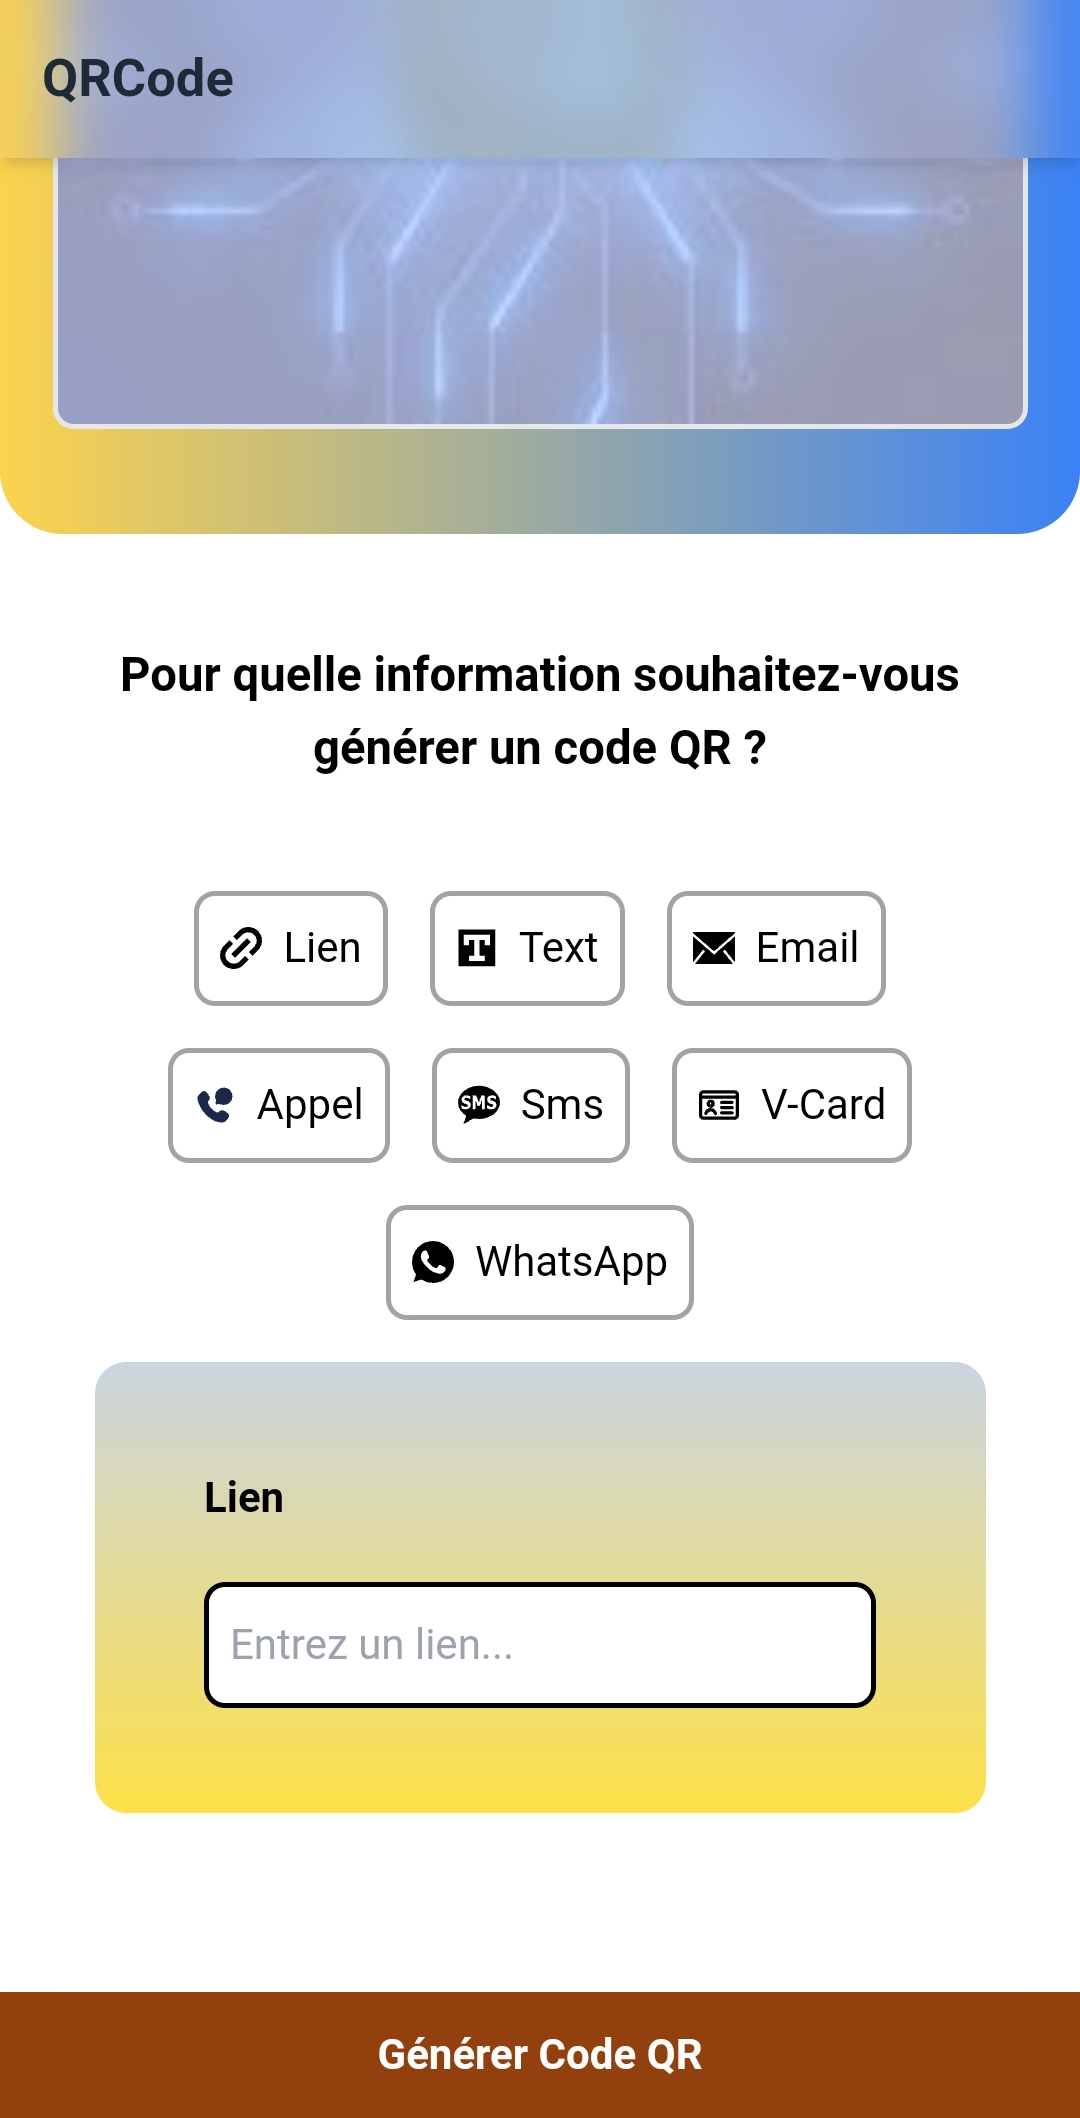 QRCode
Pour quelle information souhaitez-vous
générer un code QR ?
Lien
Text
Email
Appel
SMS
Sms
V-Card
WhatsApp
Lien
Entrez un lien...
Générer Code QR